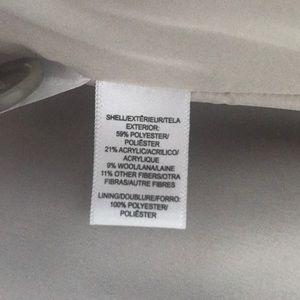 SHELL/EXTÉRIEUR/TELA
EXTERIOR:
59% POLYESTER/
POLIÉSTER
21% ACRYLIC/ACRILICO/
ACRYLIQUE
9% WOOL/LANA/LAINE
11% OTHER FIBERS/OTRA
FIBRAS/AUTRE FIBRES
LINING/DOUBLURE/FORRO:
100% POLYESTER/
POLIÉSTER